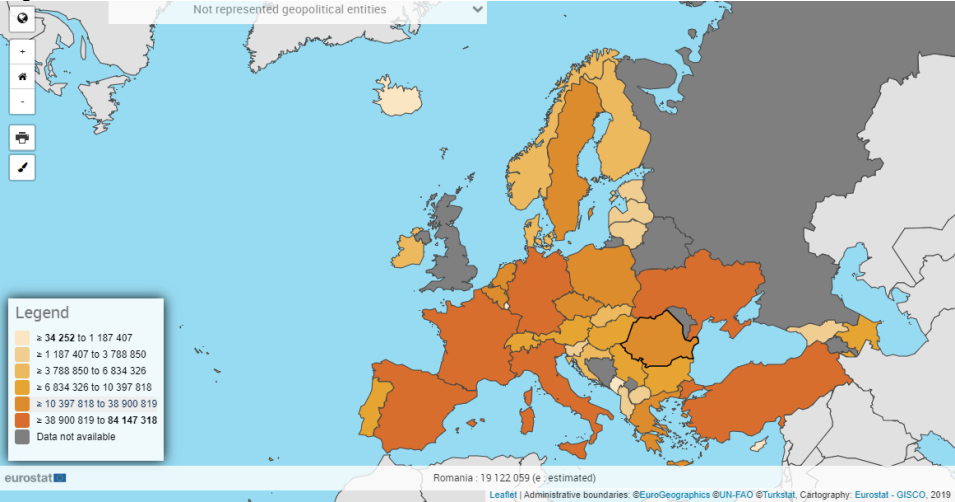 Not represented geopolitical entities
+
-
Legend
≥ 34 252 to 1 187 407
≥ 1 187 407 to 3 788 850
≥ 3 788 850 to 6 834 326
≥ 6 834 326 to 10 397 818
≥ 10 397 818 to 38 900 819
≥ 38 900 819 to 84 147 318
Data not available
eurostat
Romania : 19 122 059 (e : estimated)
Leaflet | Administrative boundaries: ©EuroGeographics ©UN-FAO ©Turkstat, Cartography: Eurostat - GISCO, 2019